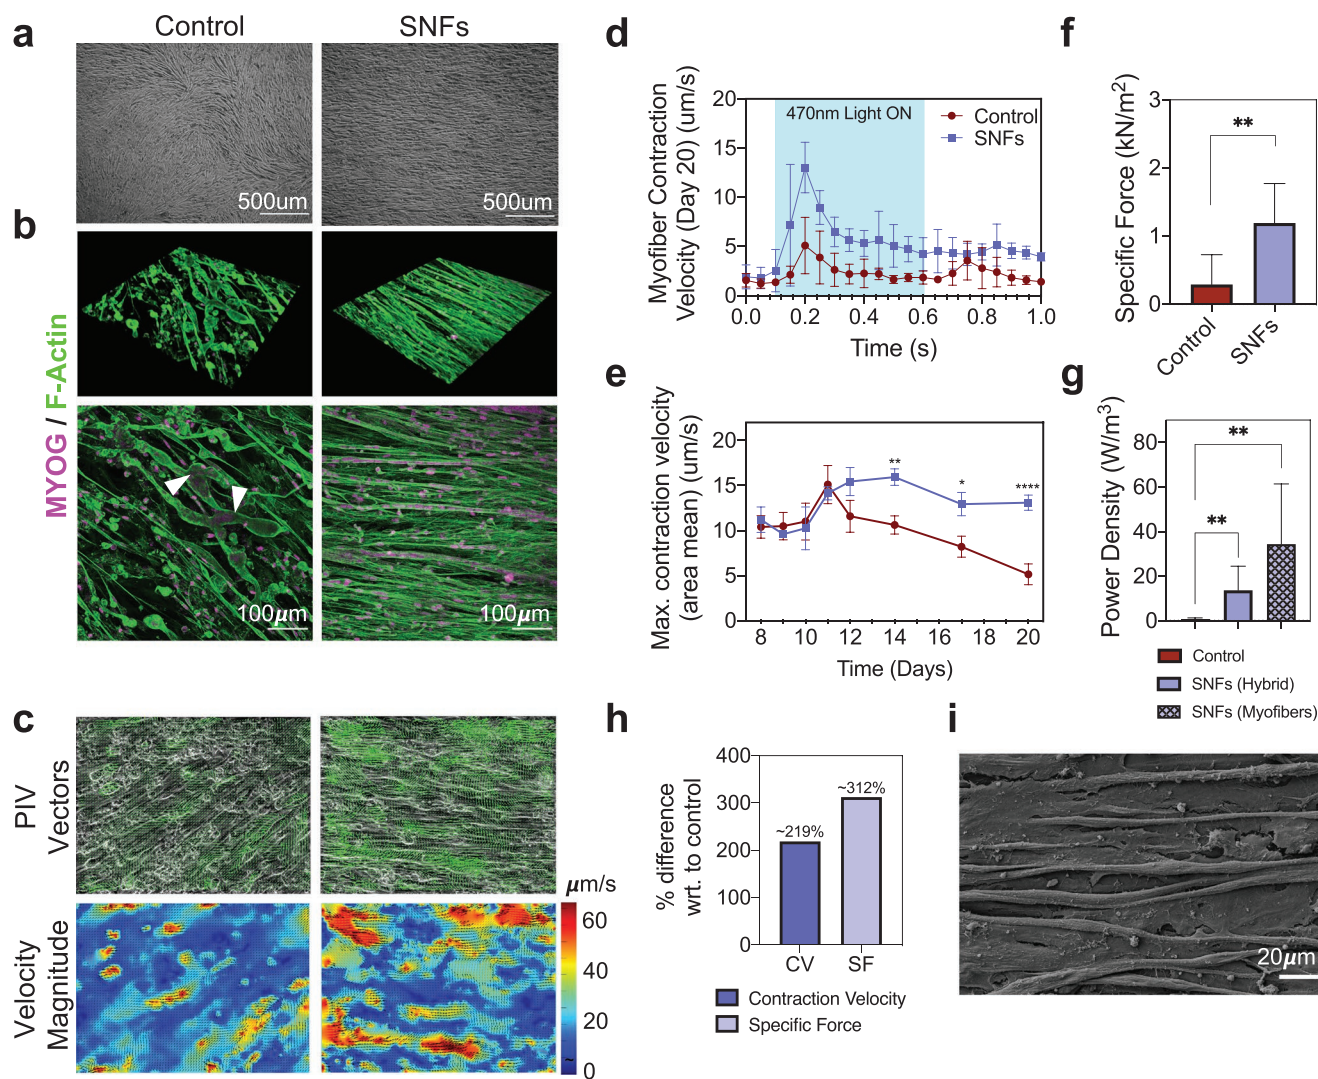 a
Control
SNFs
500um
500um
b
MYOG / F-Actin
100μm
100μm
c
PIV
Vectors
Velocity
Magnitude
μm/s
60
40
20
~
0
d
Myofiber Contraction
Velocity (Day 20) (um/s)
20
15
10
5
0
470nm Light ON
Control
SNFs
0.0
0.2
0.4
0.6
0.8
1.0
Time (s)
e
Max. contraction velocity
(area mean) (um/s)
20
15
10
5
0
**
*
****
8
10
12
14
16
18
20
Time (Days)
f
Specific Force (kN/m²)
3
2
1
0
**
Control
SNFs
g
Power Density (W/m³)
80
60
40
20
0
**
**
Control
SNFs (Hybrid)
SNFs (Myofibers)
h
% difference
wrt. to control
400
300
200
100
0
~219%
~312%
CV
SF
Contraction Velocity
Specific Force
i
20μm